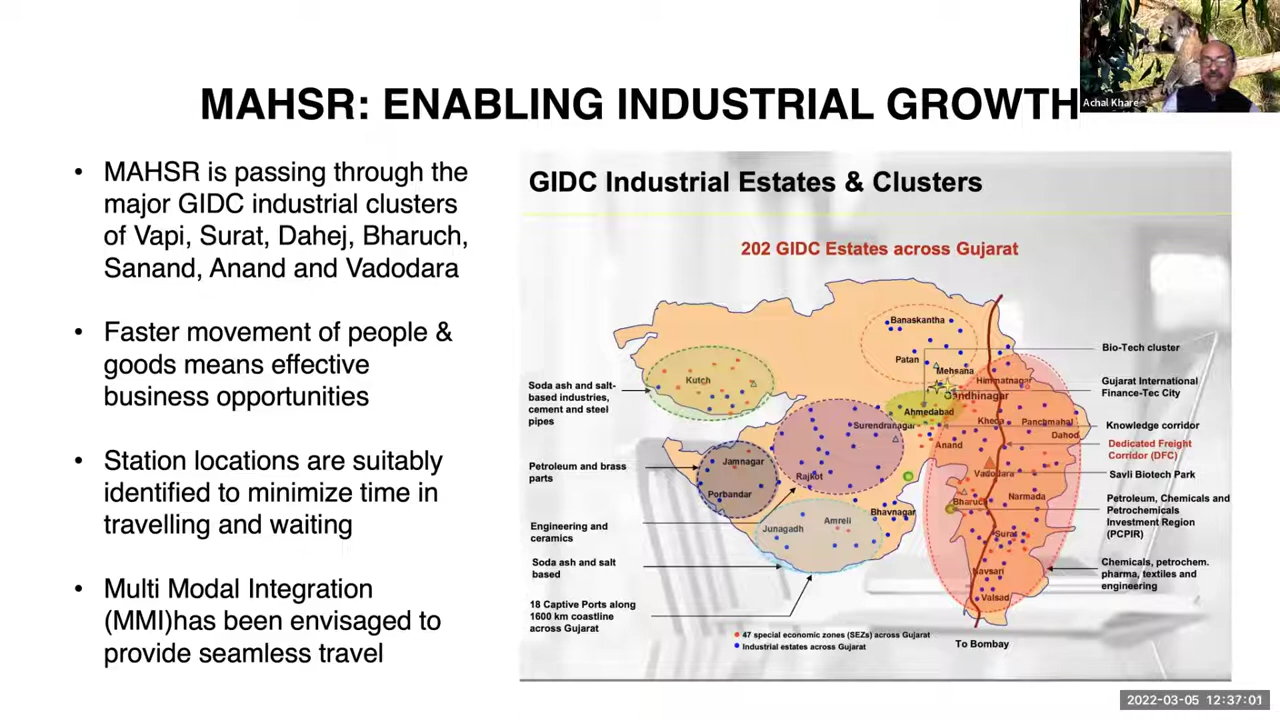 MAHSR: ENABLING INDUSTRIAL GROWTH
Achal Khare
• MAHSR is passing through the
major GIDC industrial clusters
of Vapi, Surat, Dahej, Bharuch,
Sanand, Anand and Vadodara
• Faster movement of people &
goods means effective
business opportunities
• Station locations are suitably
identified to minimize time in
travelling and waiting
• Multi Modal Integration
(MMI)has been envisaged to
provide seamless travel
GIDC Industrial Estates & Clusters
202 GIDC Estates across Gujarat
Soda ash and salt-
based industries,
cement and steel
pipes
Petroleum and brass
parts
Engineering and
ceramics
Soda ash and salt
based
18 Captive Ports along
1600 km coastline
across Gujarat
Banaskantha
Patan
Mehsana
Himmatnagar
Kutch
Gandhinagar
Ahmedabad
Surendranagar
Kheda
Panchmahal
Dahod
Anand
Jamnagar
Rajkot
Vadodara
Porbandar
Narmada
Bharuch
Bhavnagar
Amreli
Junagadh
Surat
Navsari
Valsad
To Bombay
Bio-Tech cluster
Gujarat International
Finance-Tec City
Knowledge corridor
Dedicated Freight
Corridor (DFC)
Savli Biotech Park
Petroleum, Chemicals and
Petrochemicals
Investment Region
(PCPIR)
Chemicals, petrochem.
pharma, textiles and
engineering
47 special economic zones (SEZs) across Gujarat
Industrial estates across Gujarat
2022-03-05 12:37:01